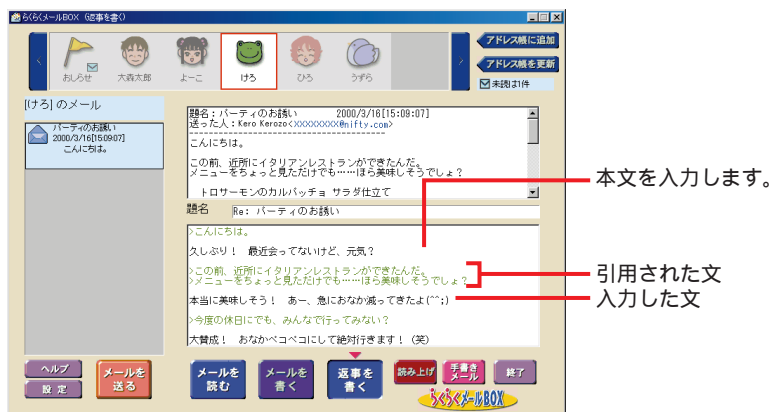 らくらくメールBOX (返事を書く)
アドレス帳に追加
アドレス帳を更新
未読は1件
おしらせ
大森太郎
よーこ
けろ
ひろ
うずら
[けろ] のメール
パーティのお誘い
2000/3/16[15:09:07]
こんにちは。
題名：パーティのお誘い 2000/3/16[15:09:07]
送った人：Kero Kerozo<XXXXXXXX@nifty.com>
こんにちは。
この前、近所にイタリアンレストランができたんだ。
メニューをちょっと見ただけでも……ほら美味しそうでしょ？
トロサーモンのカルパッチョ サラダ仕立て
題名 Re: パーティのお誘い
>こんにちは。
久しぶり！ 最近会ってないけど、元気？
>この前、近所にイタリアンレストランができたんだ。
>メニューをちょっと見ただけでも……ほら美味しそうでしょ？
本当に美味しそう！ あー、急におなか減ってきたよ(^^;)
>今度の休日にでも、みんなで行ってみない？
大賛成！ おなかペコペコにして絶対行きます！ (笑)
本文を入力します。
引用された文
入力した文
ヘルプ
設定
メールを
送る
メールを
読む
メールを
書く
返事を
書く
読み上げ
手書き
メール
終了
らくらくメールBOX